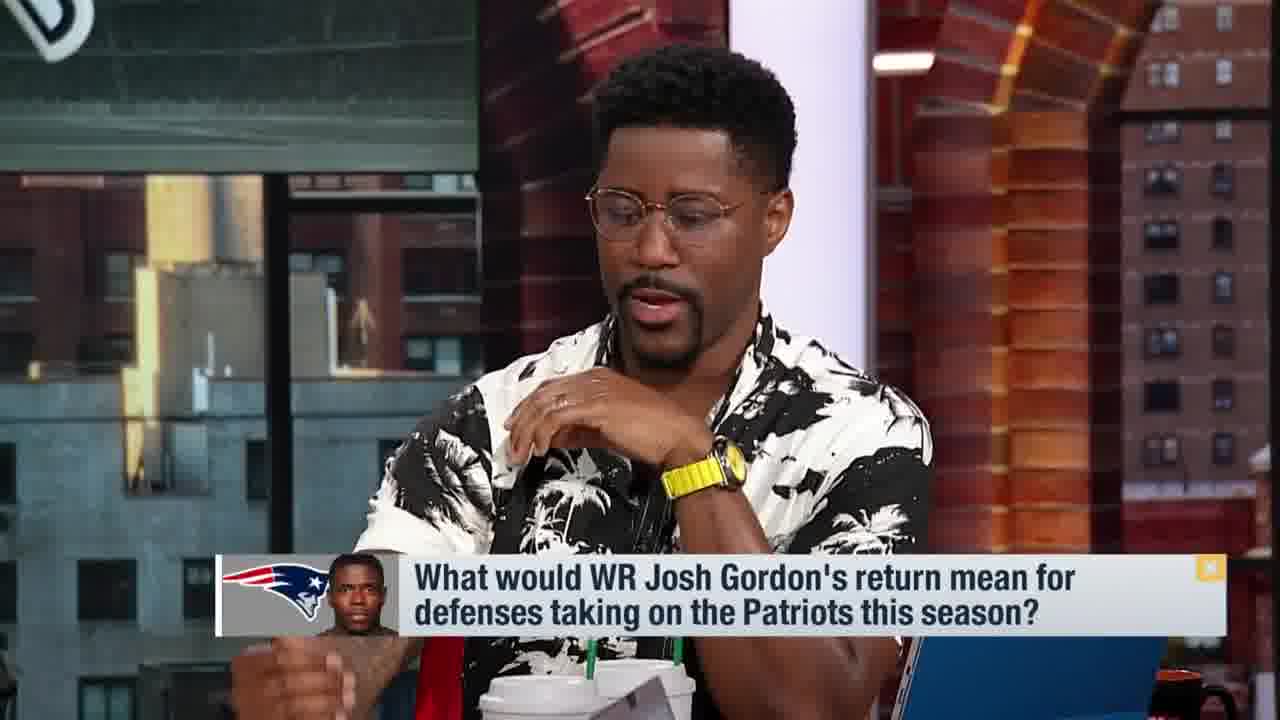 What would WR Josh Gordon's return mean for
defenses taking on the Patriots this season?